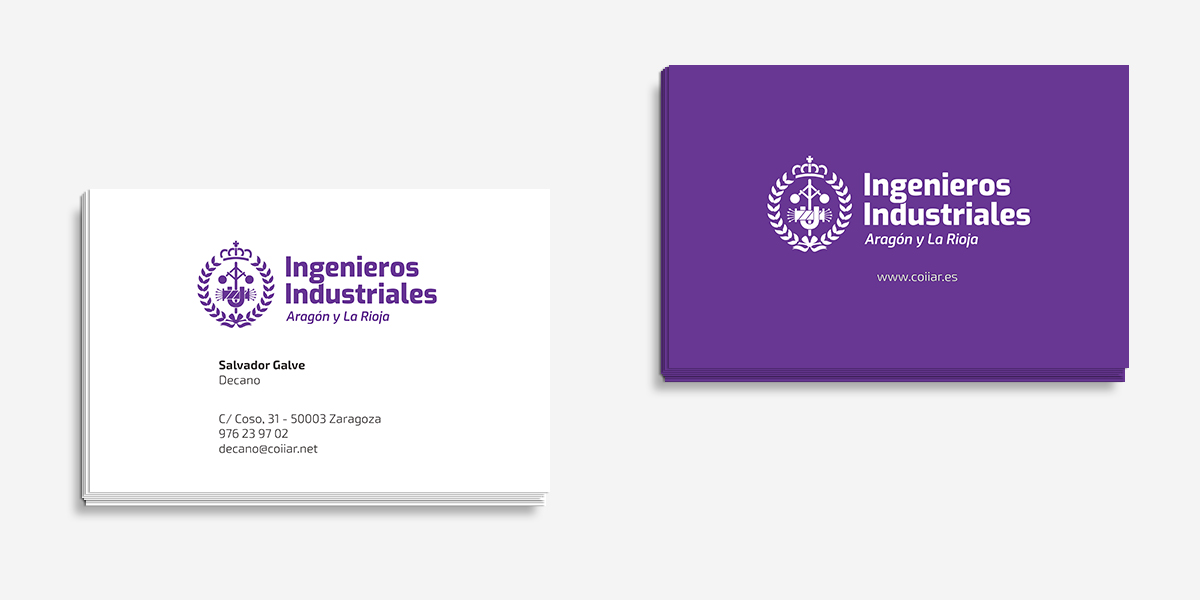 Ingenieros
Industriales
Aragón y La Rioja
Salvador Galve
Decano
C/ Coso, 31 - 50003 Zaragoza
976 23 97 02
decano@coiiar.net
Ingenieros
Industriales
Aragón y La Rioja
www.coiiar.es